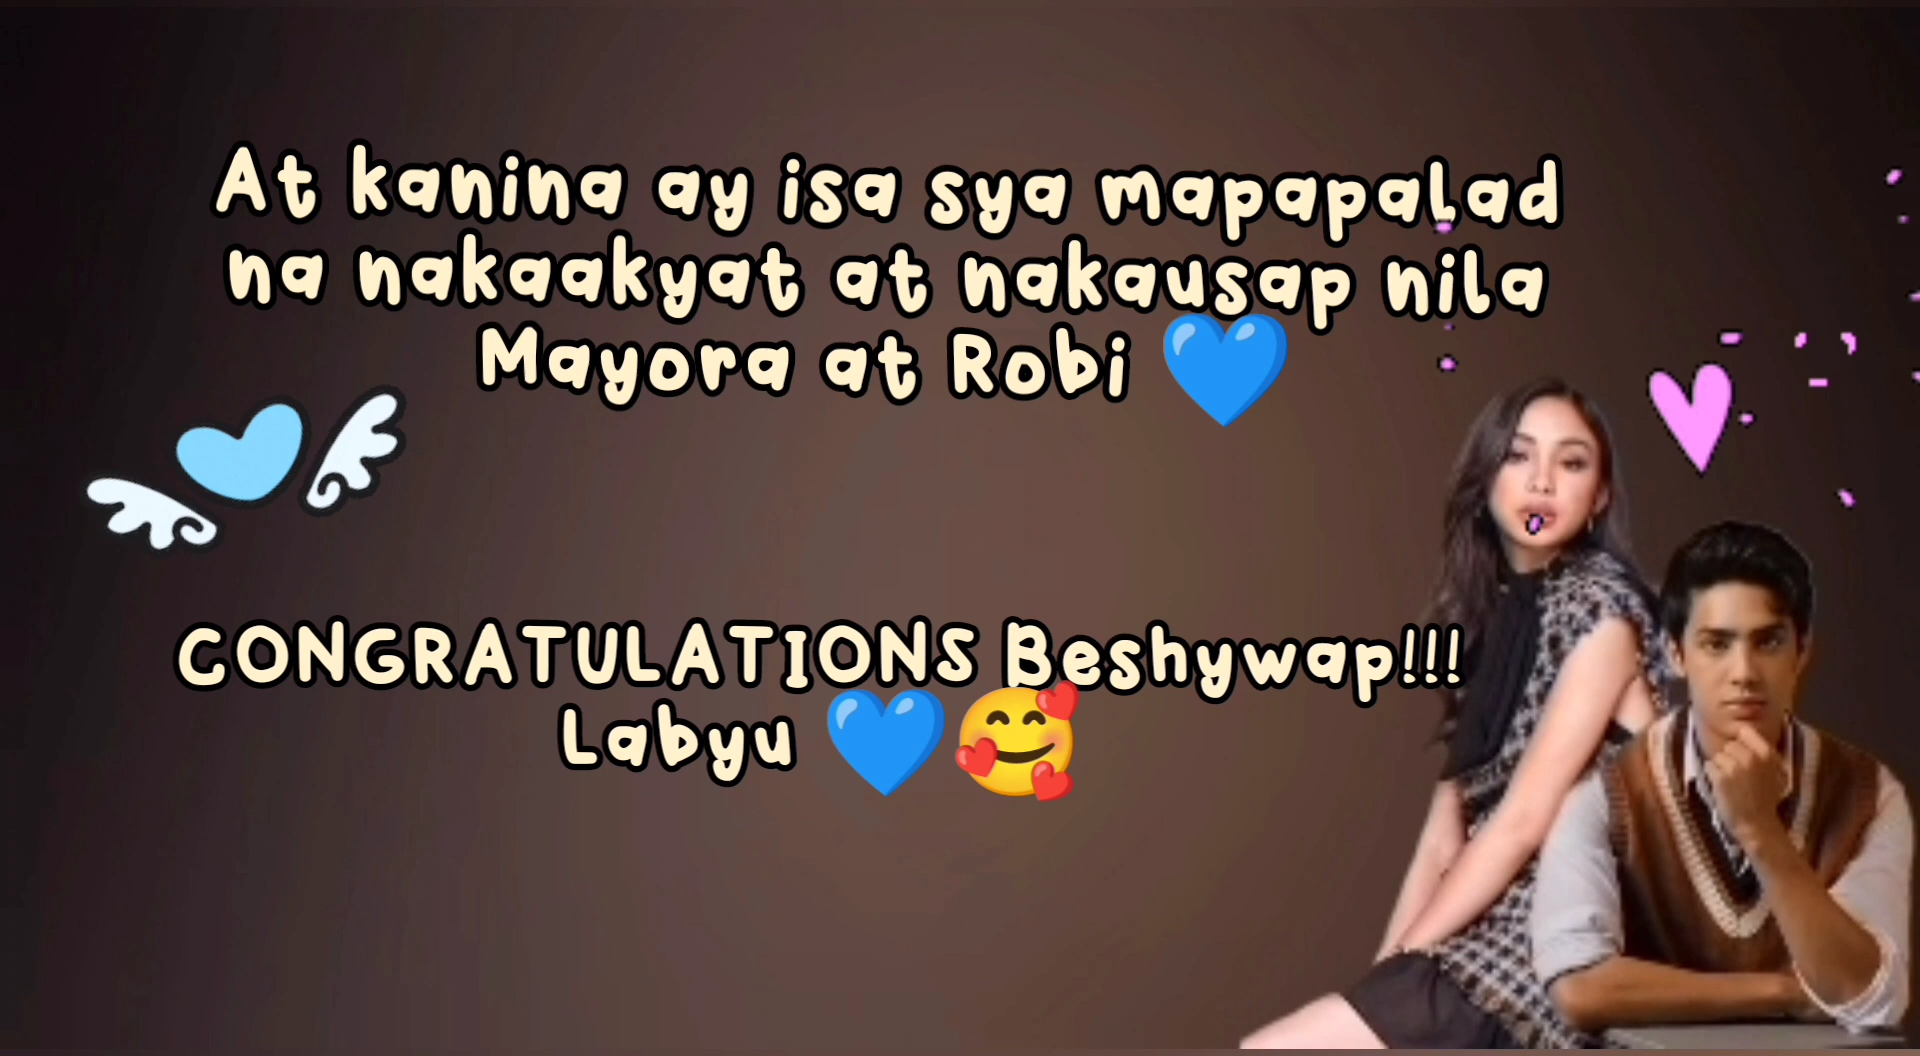 At kanina ay isa sya mapapalad
na nakaakyat at nakausap nila
Mayora at Robi 💙
CONGRATULATIONS Beshywap!!!
Labyu 💙🥰